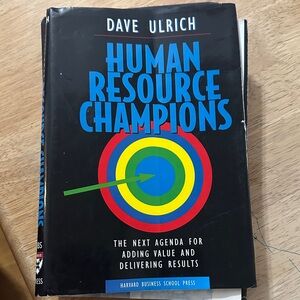 DAVE ULRICH
HUMAN
RESOURCE
CHAMPIONS
THE NEXT AGENDA FOR
ADDING VALUE AND
DELIVERING RESULTS
HARVARD BUSINESS SCHOOL PRESS